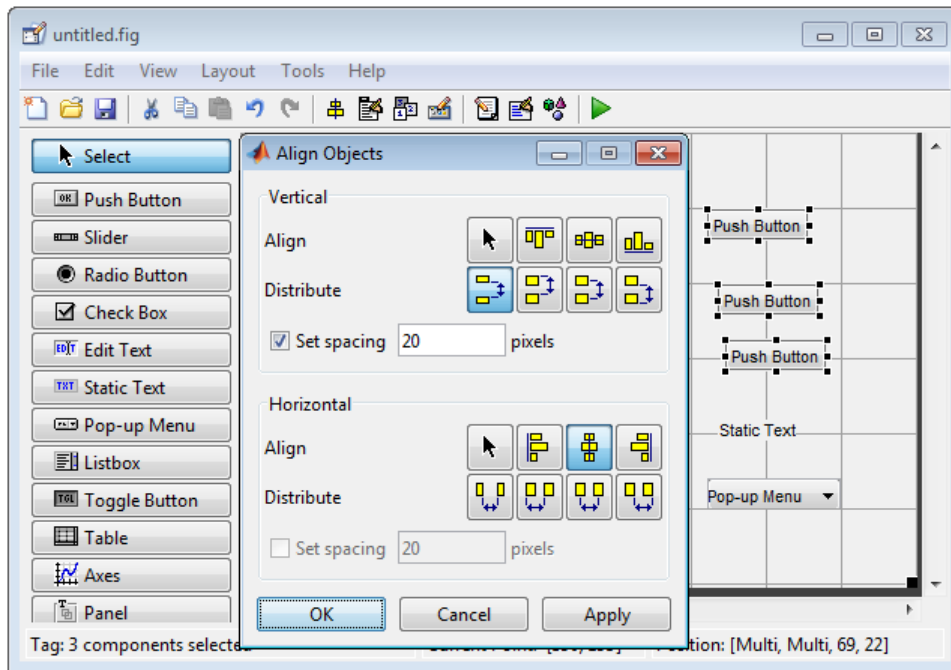 untitled.fig
File Edit View Layout Tools Help
Select
Push Button
Slider
Radio Button
Check Box
Edit Text
Static Text
Pop-up Menu
Listbox
Toggle Button
Table
Axes
Panel
Align Objects
Vertical
Align
Distribute
Set spacing 20 pixels
Horizontal
Align
Distribute
Set spacing 20 pixels
OK Cancel Apply
Push Button
Push Button
Push Button
Static Text
Pop-up Menu
Tag: 3 components selected
Position: [Multi, Multi, 69, 22]